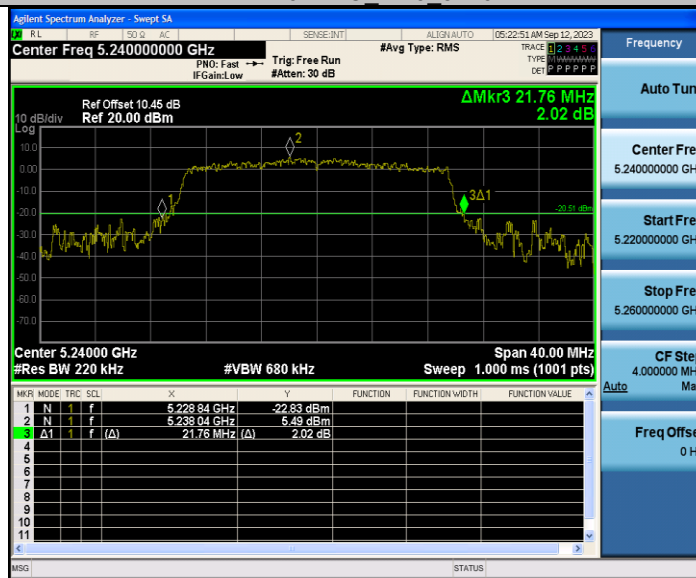 Agilent Spectrum Analyzer - Swept SA
RL RF 50 Ω AC SENSE:INT ALIGN AUTO 05:22:51 AM Sep 12, 2023
Center Freq 5.240000000 GHz #Avg Type: RMS TRACE 1 2 3 4 5 6
PNO: Fast Trig: Free Run TYPE M WWWWW
IFGain:Low #Atten: 30 dB DET P P P P P P
Ref Offset 10.45 dB ΔMkr3 21.76 MHz
10 dB/div Ref 20.00 dBm 2.02 dB
Log
10.0
0.00
-10.0
-20.0
-30.0
-40.0
-50.0
-60.0
-70.0
1
2
3Δ1
-20.51 dBm
Center 5.24000 GHz Span 40.00 MHz
#Res BW 220 kHz #VBW 680 kHz Sweep 1.000 ms (1001 pts)
MKR MODE TRC SCL X Y FUNCTION FUNCTION WIDTH FUNCTION VALUE
1 N 1 f 5.228 84 GHz -22.83 dBm
2 N 1 f 5.238 04 GHz 5.49 dBm
3 Δ1 1 f (Δ) 21.76 MHz (Δ) 2.02 dB
4
5
6
7
8
9
10
11
MSG STATUS
Frequency
Auto Tun
Center Fre
5.240000000 GH
Start Fre
5.220000000 GH
Stop Fre
5.260000000 GH
CF Ste
4.000000 MH
Auto Ma
Freq Offse
0 H